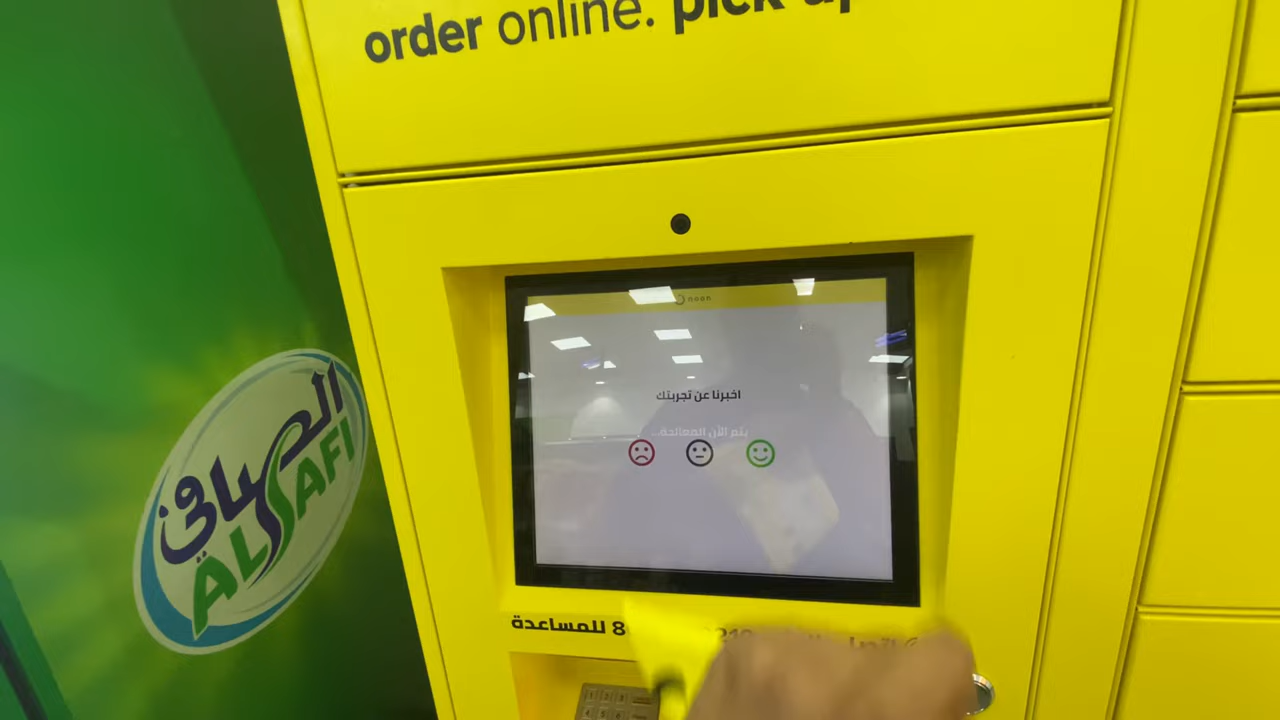 order online. pick up
noon
اخبرنا عن تجربتك
يتم الآن المعالجة...
الصافي
ALSAFI
للمساعدة